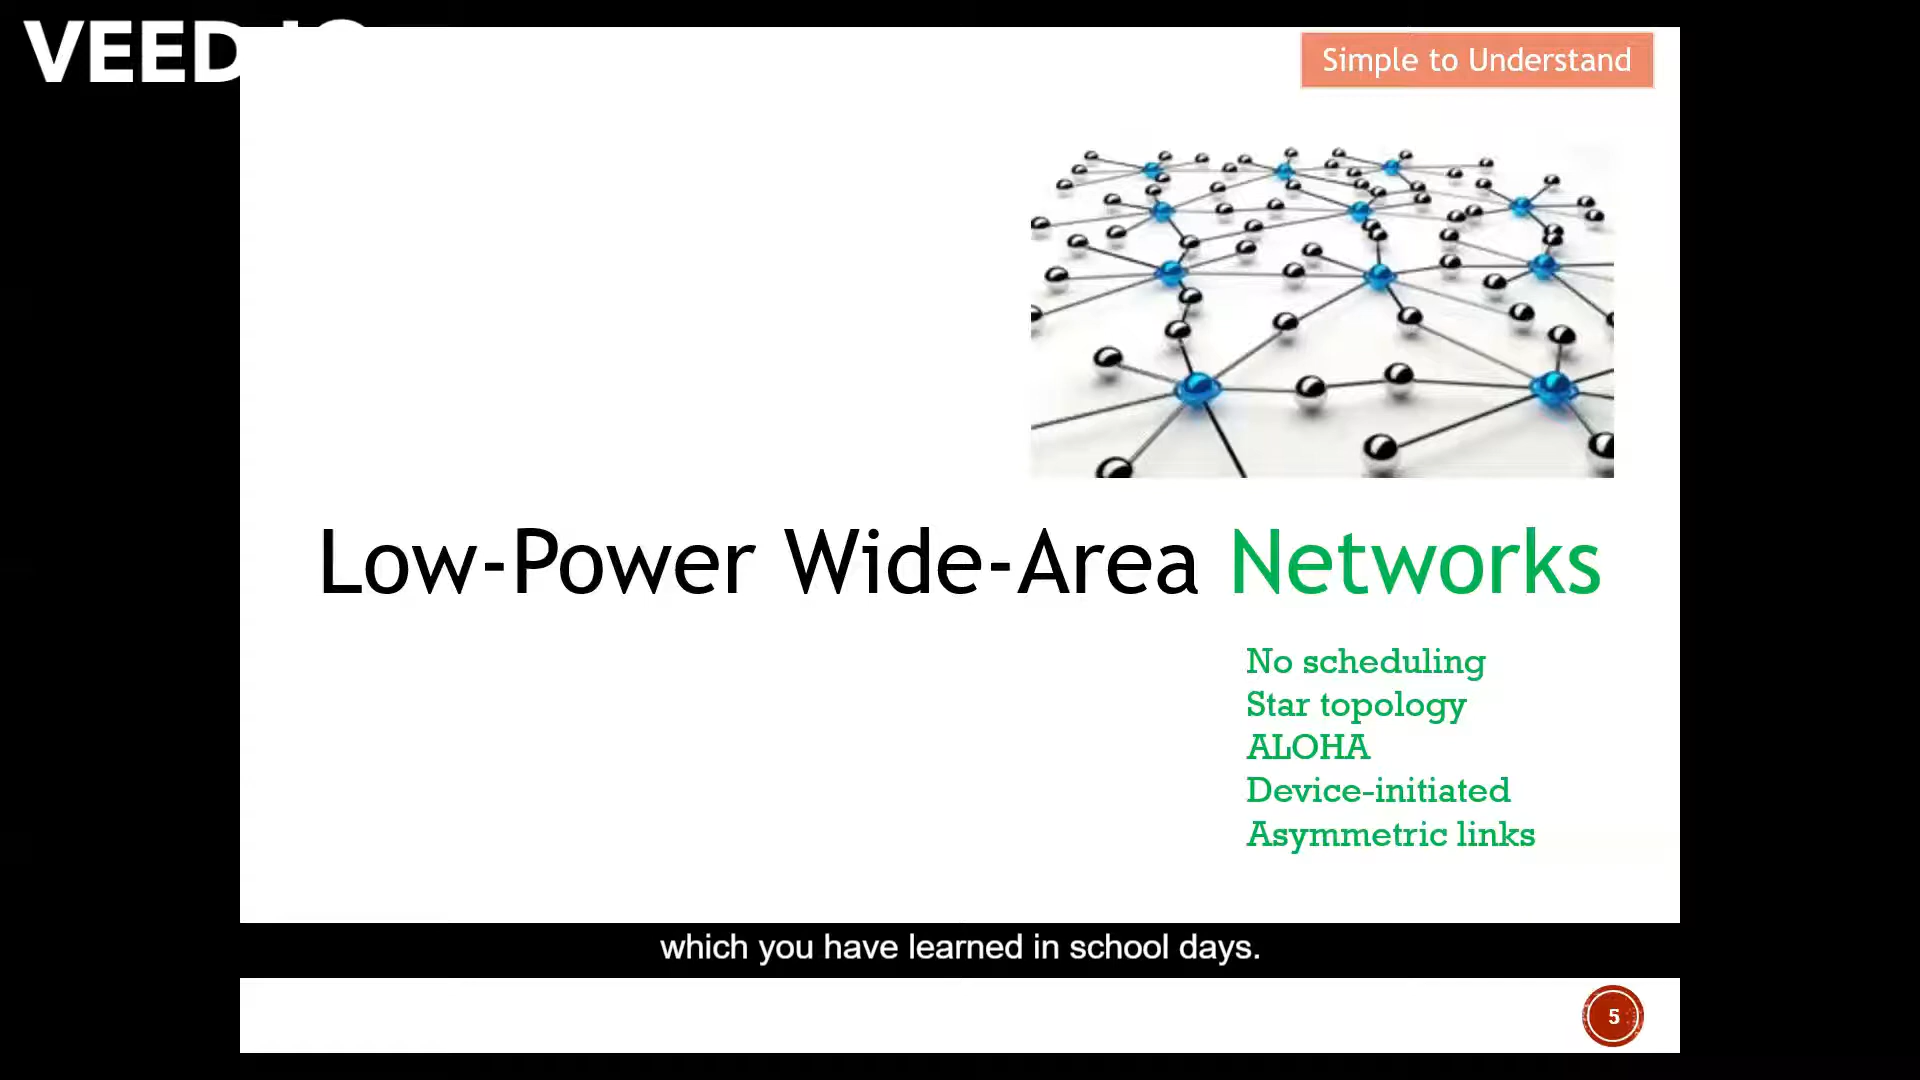 VEED
Simple to Understand
Low-Power Wide-Area Networks
No scheduling
Star topology
ALOHA
Device-initiated
Asymmetric links
which you have learned in school days.
5